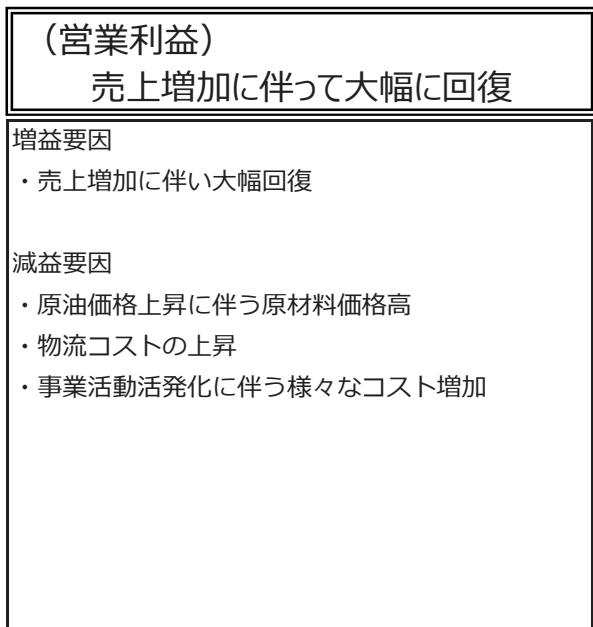 （営業利益）
売上増加に伴って大幅に回復
増益要因
・売上増加に伴い大幅回復
減益要因
・原油価格上昇に伴う原材料価格高
・物流コストの上昇
・事業活動活発化に伴う様々なコスト増加